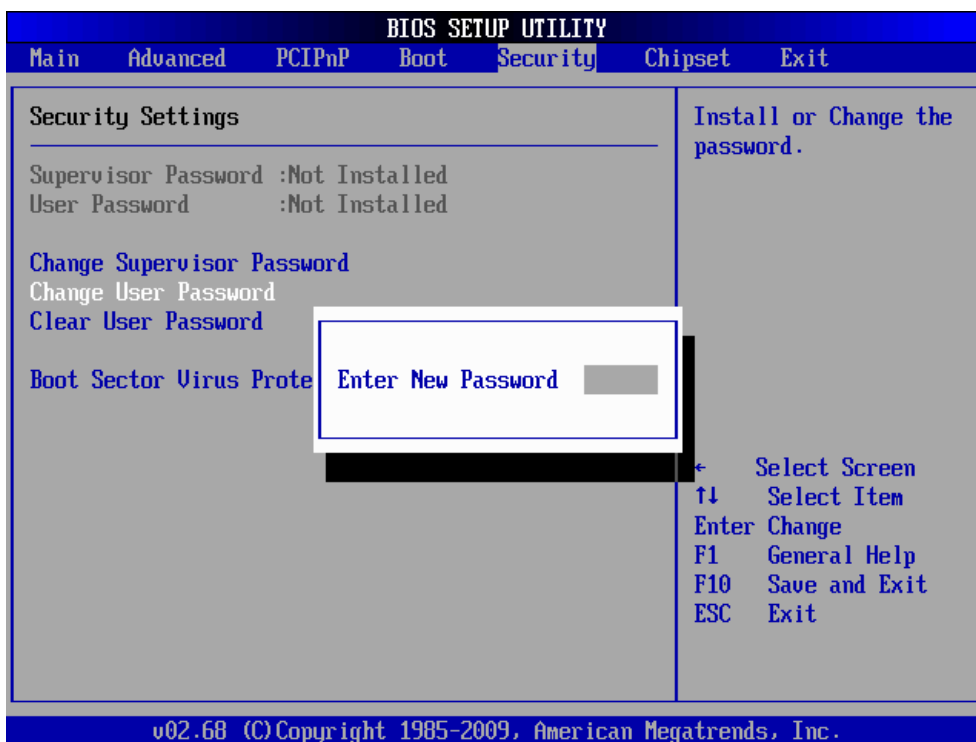 BIOS SETUP UTILITY
Main Advanced PCIPnP Boot Security Chipset Exit
Security Settings
Supervisor Password :Not Installed
User Password :Not Installed
Change Supervisor Password
Change User Password
Clear User Password
Boot Sector Virus Prote
Enter New Password
Install or Change the
password.
← Select Screen
↑↓ Select Item
Enter Change
F1 General Help
F10 Save and Exit
ESC Exit
v02.68 (C)Copyright 1985-2009, American Megatrends, Inc.